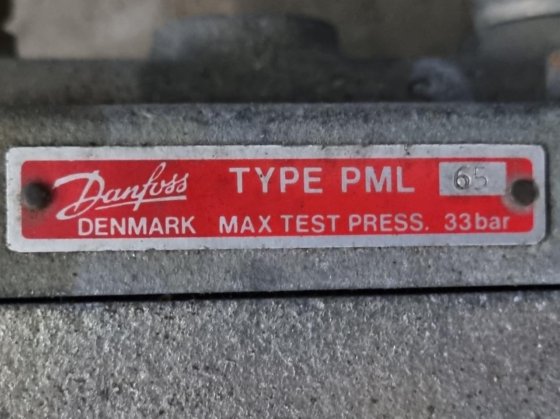 Danfoss TYPE PML 65
DENMARK MAX TEST PRESS. 33bar